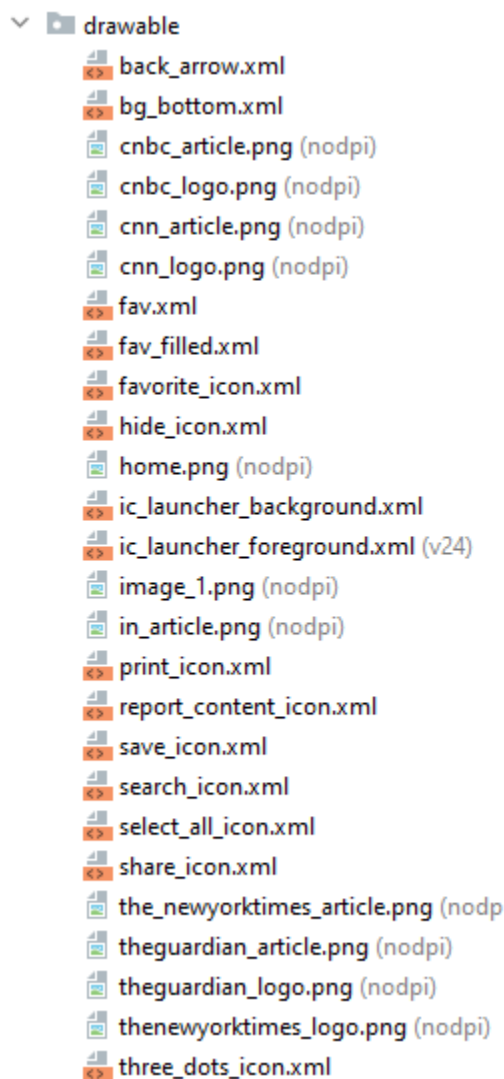 drawable
back_arrow.xml
bg_bottom.xml
cnbc_article.png (nodpi)
cnbc_logo.png (nodpi)
cnn_article.png (nodpi)
cnn_logo.png (nodpi)
fav.xml
fav_filled.xml
favorite_icon.xml
hide_icon.xml
home.png (nodpi)
ic_launcher_background.xml
ic_launcher_foreground.xml (v24)
image_1.png (nodpi)
in_article.png (nodpi)
print_icon.xml
report_content_icon.xml
save_icon.xml
search_icon.xml
select_all_icon.xml
share_icon.xml
the_newyorktimes_article.png (nodp
theguardian_article.png (nodpi)
theguardian_logo.png (nodpi)
thenewyorktimes_logo.png (nodpi)
three_dots_icon.xml